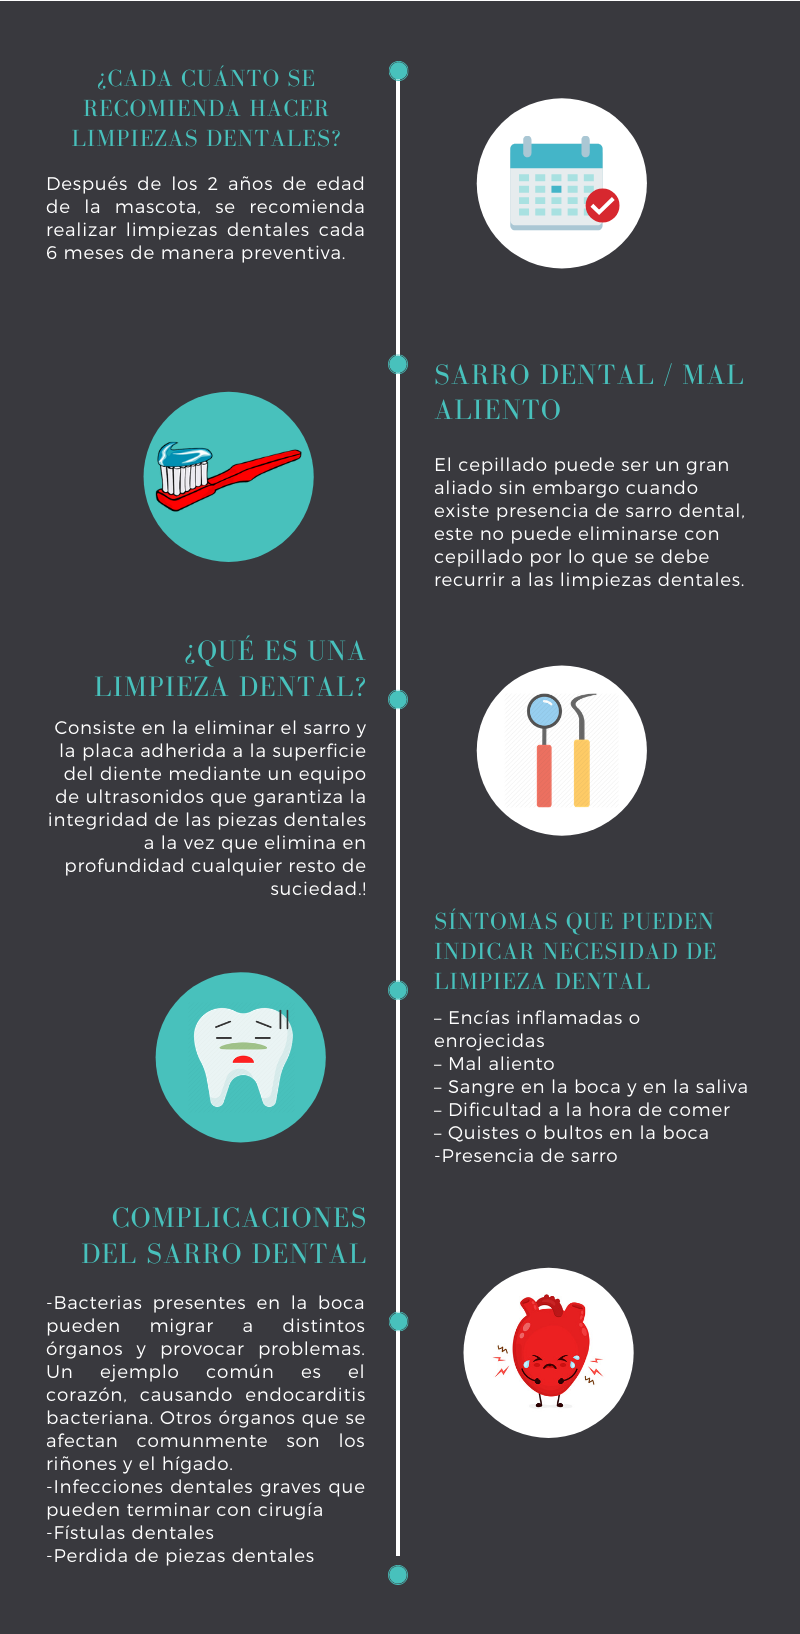 ¿CADA CUÁNTO SE
RECOMIENDA HACER
LIMPIEZAS DENTALES?
Después de los 2 años de edad
de la mascota, se recomienda
realizar limpiezas dentales cada
6 meses de manera preventiva.
SARRO DENTAL / MAL
ALIENTO
El cepillado puede ser un gran
aliado sin embargo cuando
existe presencia de sarro dental,
este no puede eliminarse con
cepillado por lo que se debe
recurrir a las limpiezas dentales.
¿QUÉ ES UNA
LIMPIEZA DENTAL?
Consiste en la eliminar el sarro y
la placa adherida a la superficie
del diente mediante un equipo
de ultrasonidos que garantiza la
integridad de las piezas dentales
a la vez que elimina en
profundidad cualquier resto de
suciedad.!
SÍNTOMAS QUE PUEDEN
INDICAR NECESIDAD DE
LIMPIEZA DENTAL
– Encías inflamadas o
enrojecidas
– Mal aliento
– Sangre en la boca y en la saliva
– Dificultad a la hora de comer
– Quistes o bultos en la boca
-Presencia de sarro
COMPLICACIONES
DEL SARRO DENTAL
-Bacterias presentes en la boca
pueden migrar a distintos
órganos y provocar problemas.
Un ejemplo común es el
corazón, causando endocarditis
bacteriana. Otros órganos que se
afectan comunmente son los
riñones y el hígado.
-Infecciones dentales graves que
pueden terminar con cirugía
-Fístulas dentales
-Perdida de piezas dentales